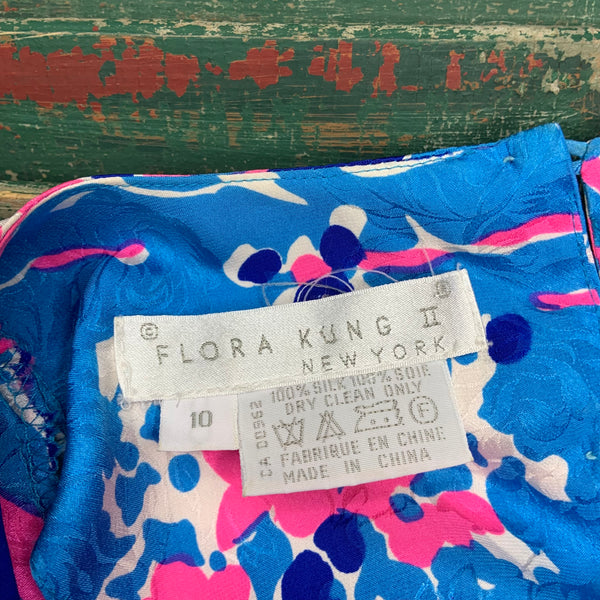 © FLORA KUNG II ®
NEW YORK
10
100% SILK 100% SOIE
DRY CLEAN ONLY
FABRIQUE EN CHINE
MADE IN CHINA
CA 00992